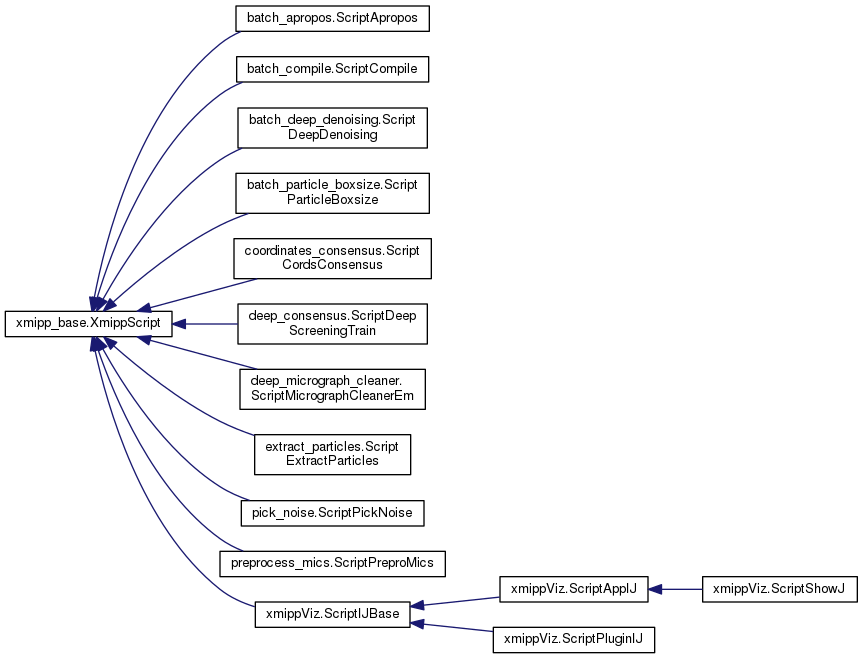 batch_apropos.ScriptApropos
batch_compile.ScriptCompile
batch_deep_denoising.Script
DeepDenoising
batch_particle_boxsize.Script
ParticleBoxsize
coordinates_consensus.Script
CordsConsensus
xmipp_base.XmippScript
deep_consensus.ScriptDeep
ScreeningTrain
deep_micrograph_cleaner.
ScriptMicrographCleanerEm
extract_particles.Script
ExtractParticles
pick_noise.ScriptPickNoise
preprocess_mics.ScriptPreproMics
xmippViz.ScriptIJBase
xmippViz.ScriptAppIJ
xmippViz.ScriptShowJ
xmippViz.ScriptPluginIJ